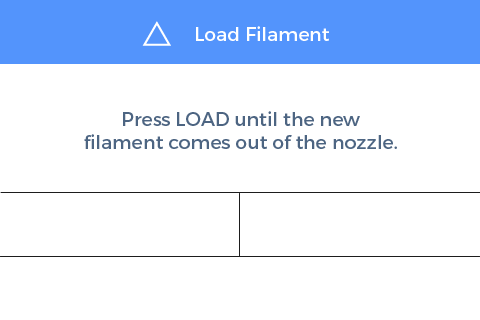 Load Filament
Press LOAD until the new
filament comes out of the nozzle.